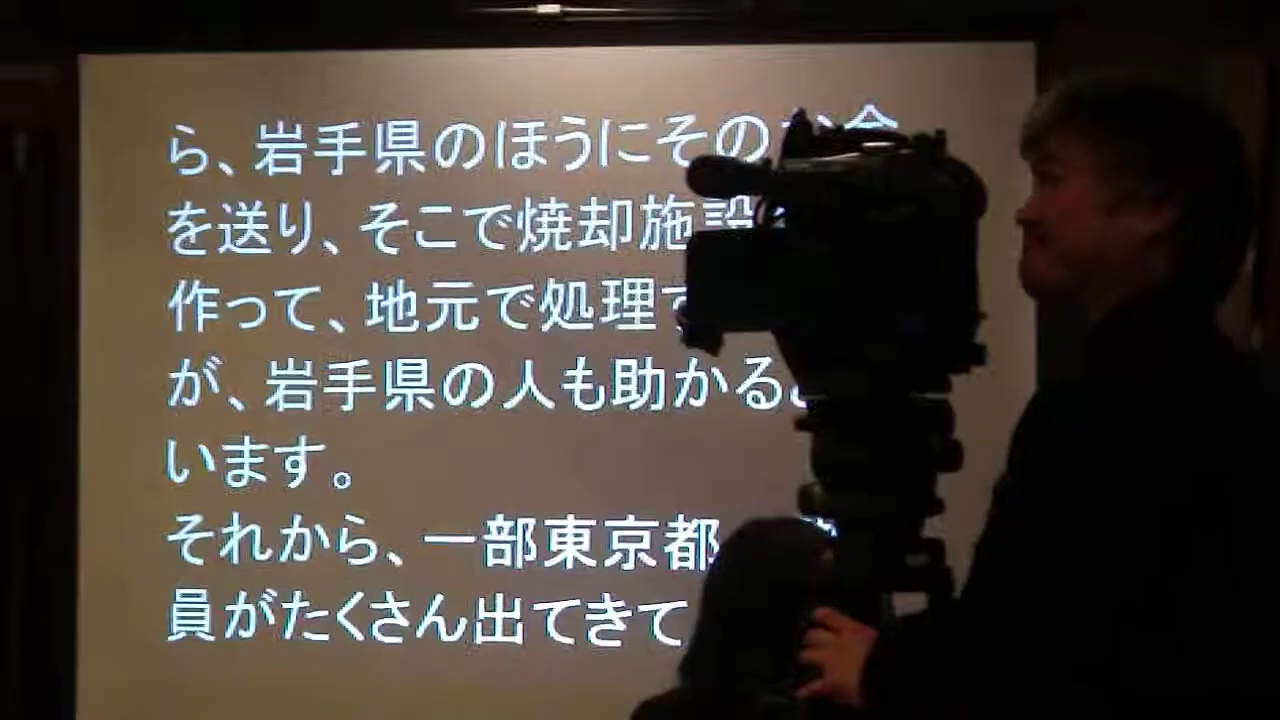 ら、岩手県のほうにそのお金
を送り、そこで焼却施設
作って、地元で処理す
が、岩手県の人も助かる
います。
それから、一部東京都
員がたくさん出てきて